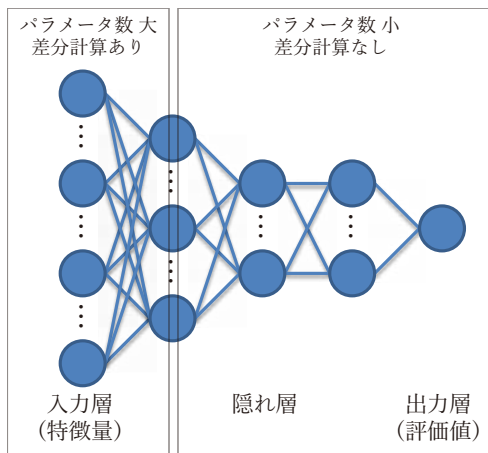 パラメータ数 大
差分計算あり
パラメータ数 小
差分計算なし
入力層
(特徴量)
隠れ層
出力層
(評価値)